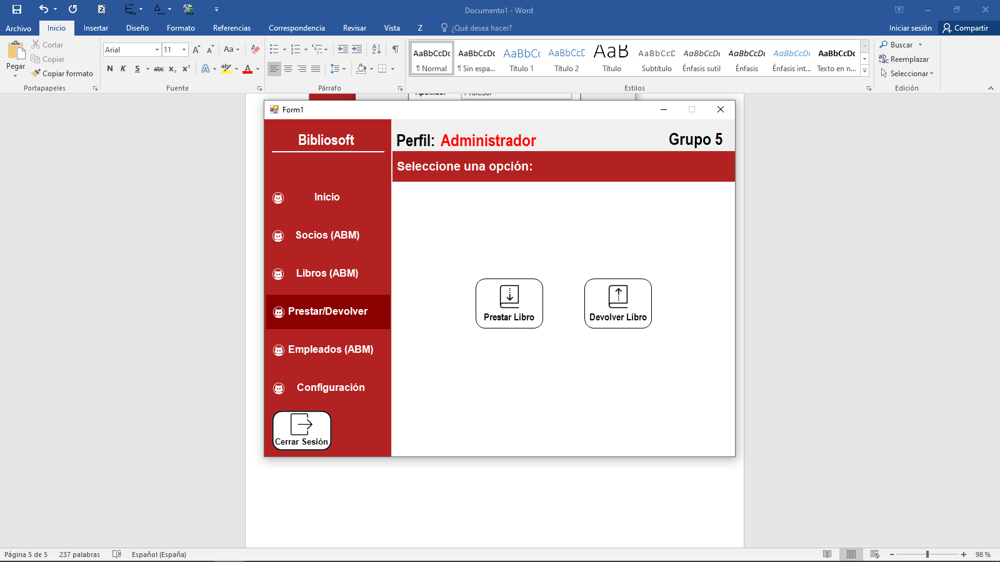 Documento1 - Word
Archivo Inicio Insertar Diseño Formato Referencias Correspondencia Revisar Vista Z ¿Qué desea hacer? Iniciar sesión Compartir
Pegar
Cortar
Copiar
Copiar formato
Portapapeles
Arial 11
Aa
N K S abc x₂ x²
Fuente
Párrafo
AaBbCcDc AaBbCcDc AaBbCc AaBbCcD AaB AaBbCcD AaBbCcDc AaBbCcDc AaBbCcDc AaBbCcDc
¶ Normal ¶ Sin espa... Título 1 Título 2 Título Subtítulo Énfasis sutil Énfasis Énfasis int... Texto en n...
Estilos
Buscar
Reemplazar
Seleccionar
Edición
Form1
Bibliosoft
Perfil: Administrador
Grupo 5
Seleccione una opción:
Inicio
Socios (ABM)
Libros (ABM)
Prestar/Devolver
Empleados (ABM)
Configuración
Cerrar Sesión
Prestar Libro
Devolver Libro
Página 5 de 5 237 palabras Español (España) 98 %